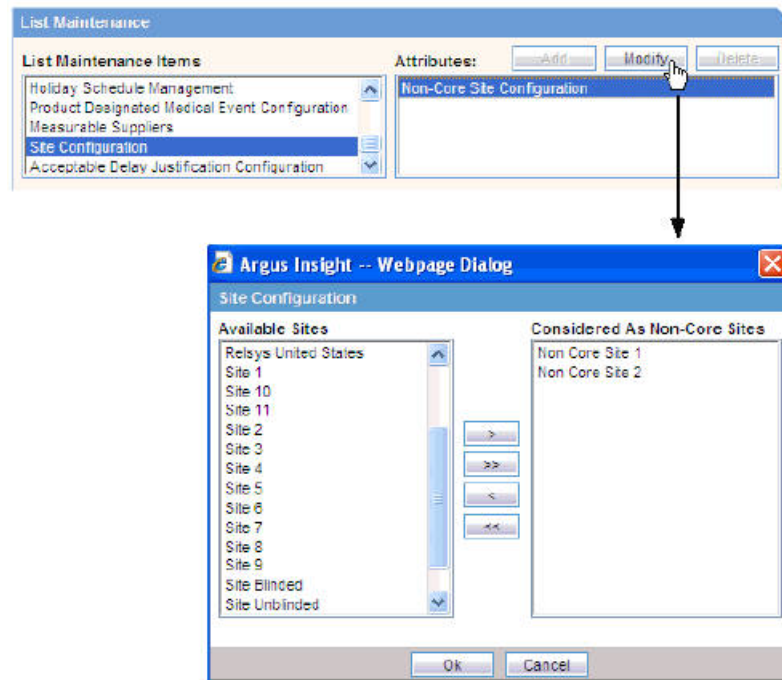 List Maintenance
List Maintenance Items
Attributes:
Add
Modify
Delete
Holiday Schedule Management
Product Designated Medical Event Configuration
Measurable Suppliers
Site Configuration
Acceptable Delay Justification Configuration
Non-Core Site Configuration
Argus Insight -- Webpage Dialog
Site Configuration
Available Sites
Considered As Non-Core Sites
Relsys United States
Site 1
Site 10
Site 11
Site 2
Site 3
Site 4
Site 5
Site 6
Site 7
Site 8
Site 9
Site Blinded
Site Unblinded
>
>>
<
<<
Non Core Site 1
Non Core Site 2
Ok
Cancel